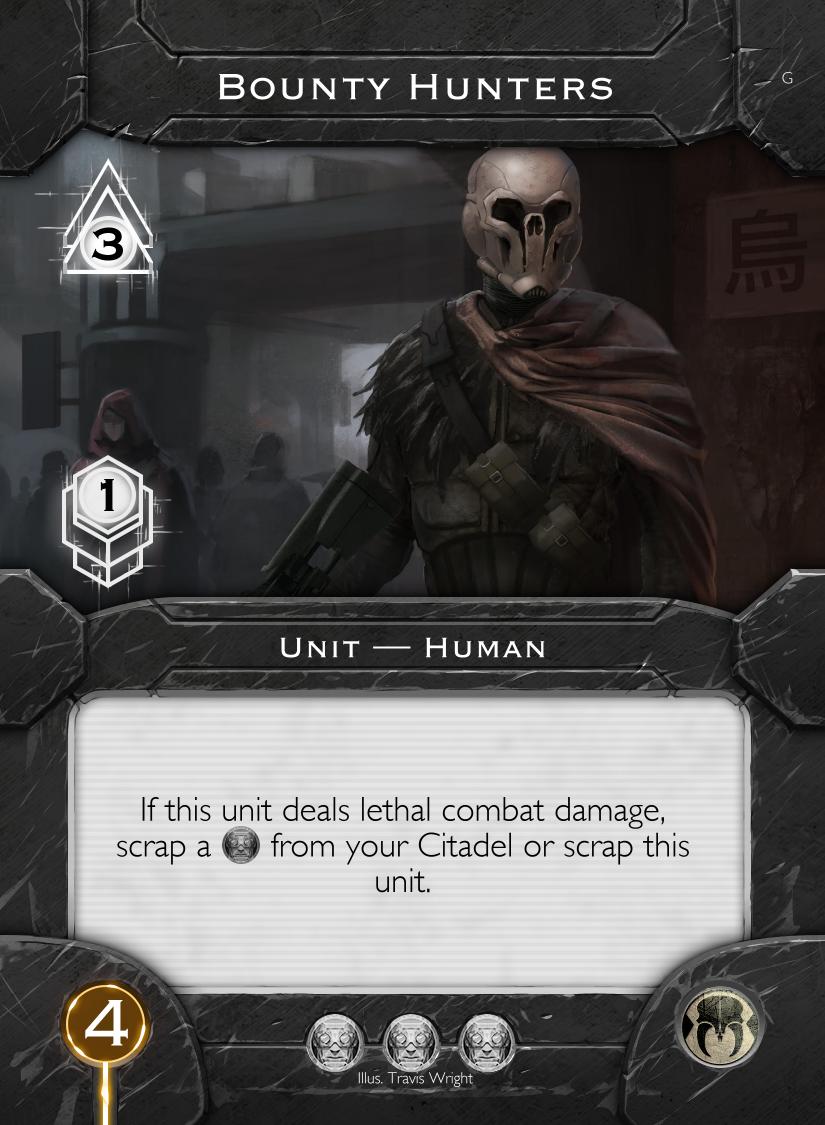 Bounty Hunters
G
3
鳥
1
Unit — Human
If this unit deals lethal combat damage,
scrap a from your Citadel or scrap this
unit.
4
Illus. Travis Wright